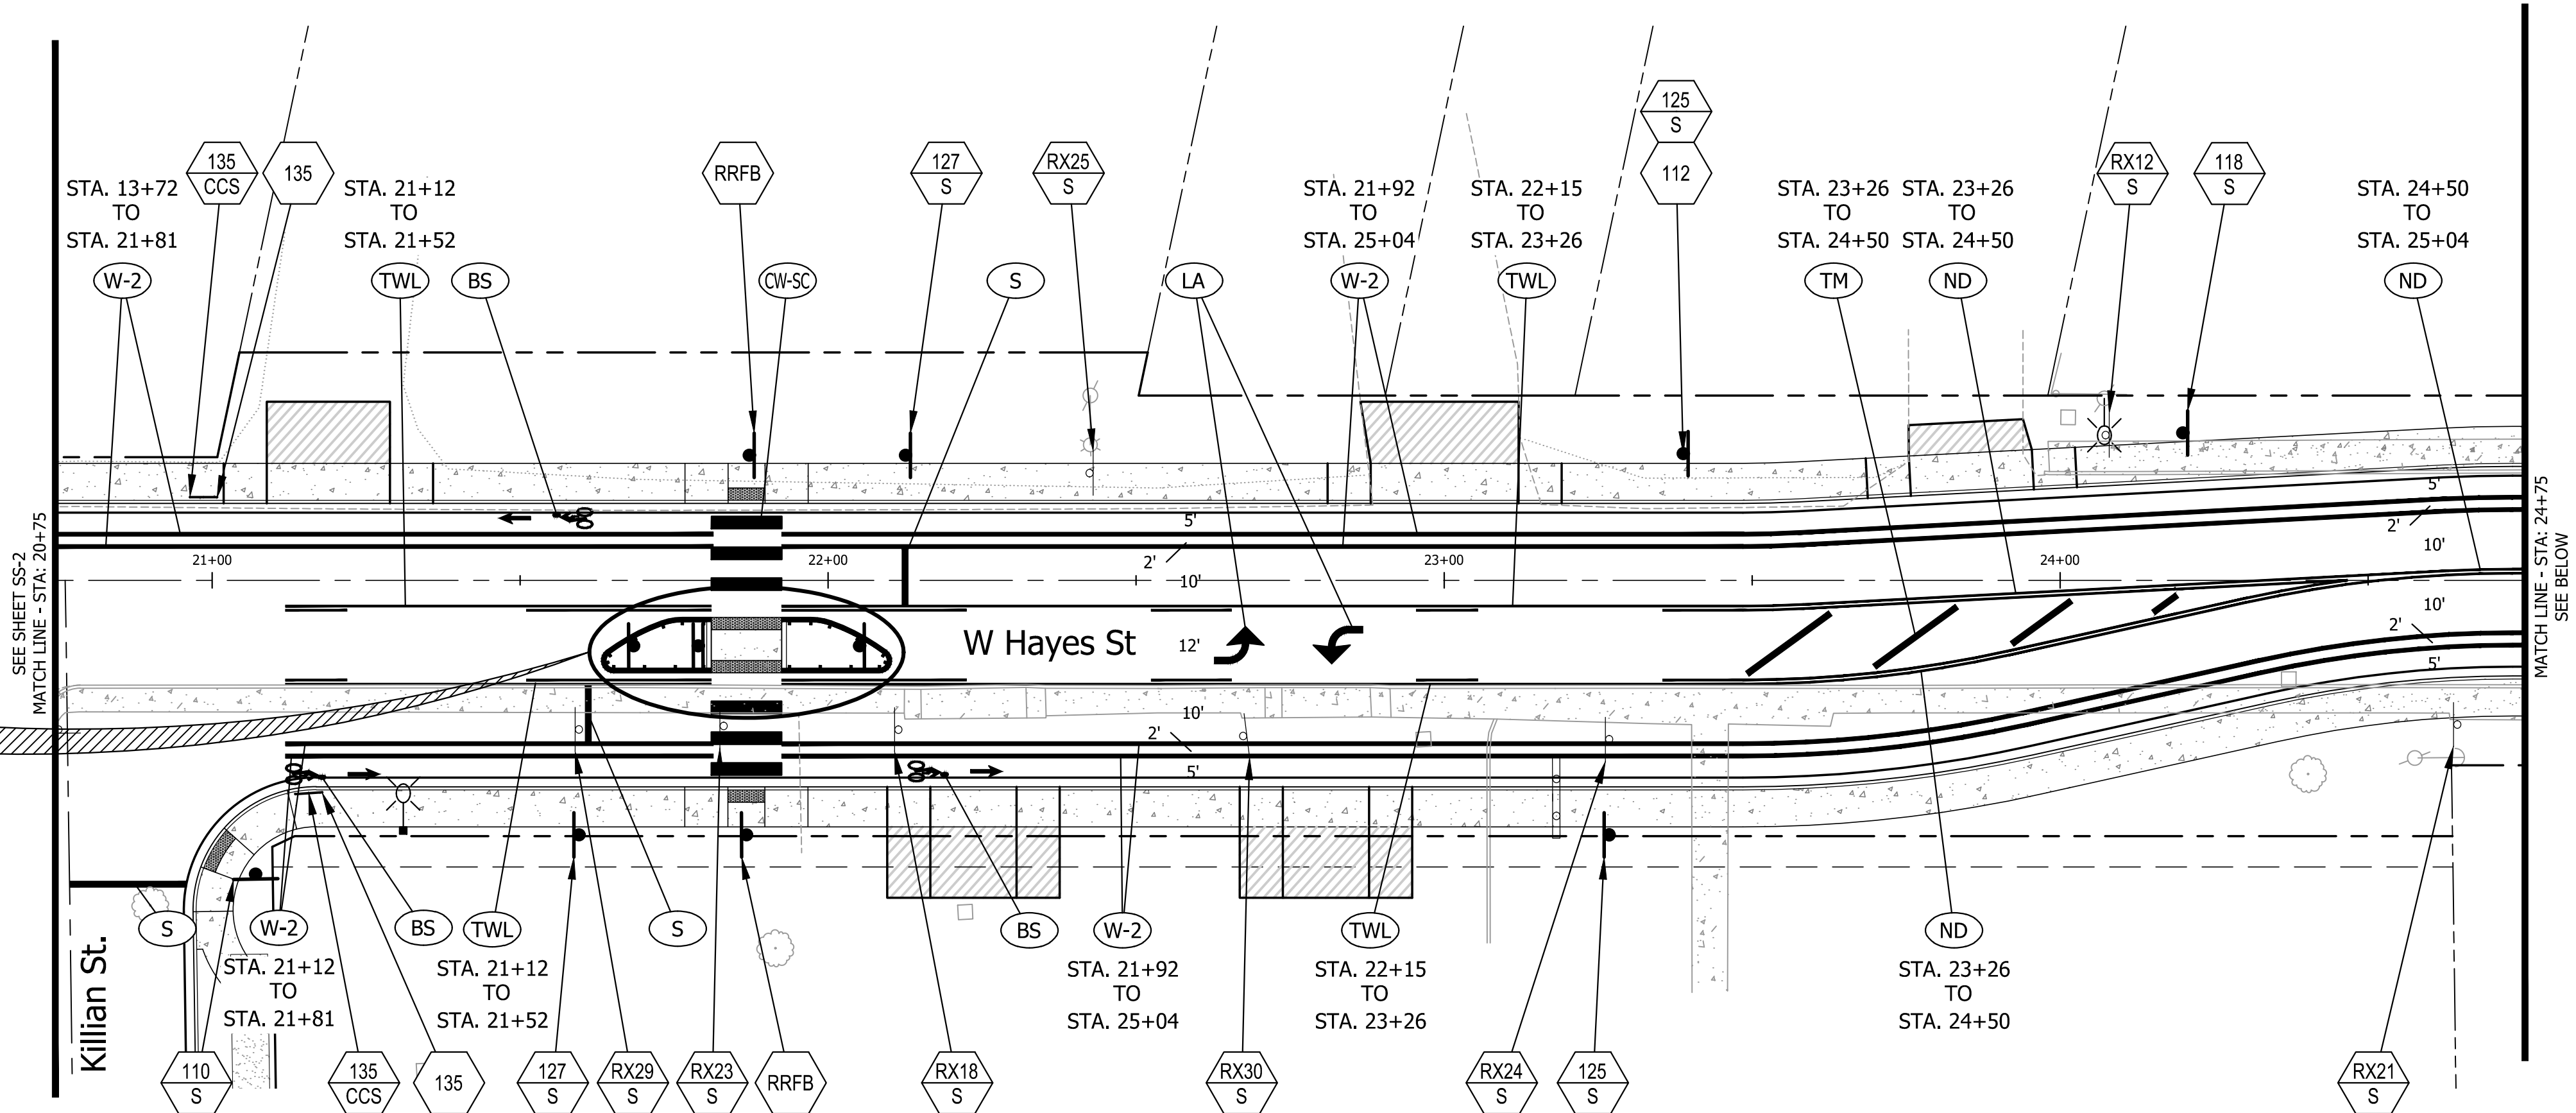 125
S
112
135
CCS
135
RRFB
127
S
RX25
S
RX12
S
118
S
STA. 13+72
TO
STA. 21+81
W-2
STA. 21+12
TO
STA. 21+52
TWL
BS
CW-SC
S
LA
STA. 21+92
TO
STA. 25+04
W-2
STA. 22+15
TO
STA. 23+26
TWL
STA. 23+26
TO
STA. 24+50
TM
STA. 23+26
TO
STA. 24+50
ND
STA. 24+50
TO
STA. 25+04
ND
SEE SHEET SS-2
MATCH LINE - STA: 20+75
MATCH LINE - STA: 24+75
SEE BELOW
5'
5'
2'
2'
10'
21+00
22+00
23+00
24+00
10'
10'
W Hayes St
12'
2'
5'
10'
2'
5'
Killian St.
S
W-2
STA. 21+12
TO
STA. 21+81
BS
TWL
STA. 21+12
TO
STA. 21+52
S
BS
W-2
STA. 21+92
TO
STA. 25+04
TWL
STA. 22+15
TO
STA. 23+26
ND
STA. 23+26
TO
STA. 24+50
110
S
135
CCS
135
127
S
RX29
S
RX23
S
RRFB
RX18
S
RX30
S
RX24
S
125
S
RX21
S